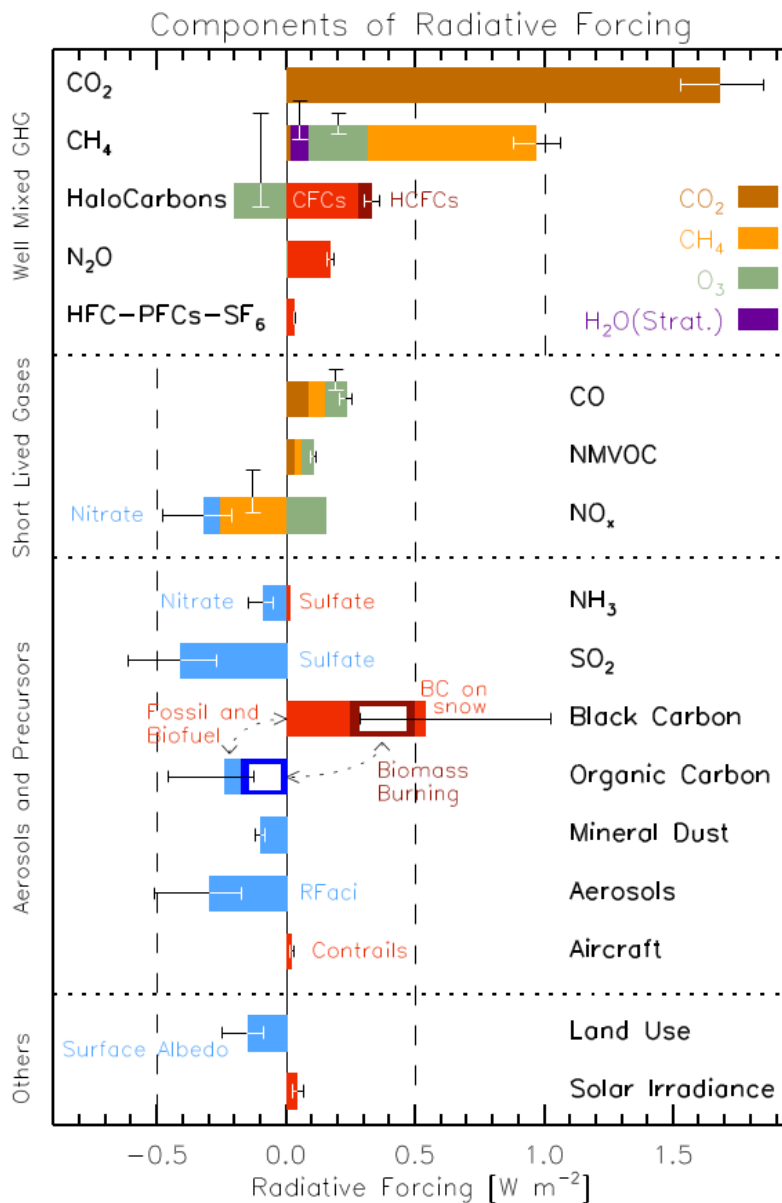 Components of Radiative Forcing
Well Mixed GHG
CO₂
CH₄
HaloCarbons
CFCs
HCFCs
N₂O
HFC-PFCs-SF₆
CO₂
CH₄
O₃
H₂O(Strat.)
Short Lived Gases
CO
NMVOC
Nitrate
NOₓ
Aerosols and Precursors
Nitrate
Sulfate
NH₃
Sulfate
SO₂
BC on
snow
Black Carbon
Fossil and
Biofuel
Biomass
Burning
Organic Carbon
Mineral Dust
RFaci
Aerosols
Contrails
Aircraft
Others
Surface Albedo
Land Use
Solar Irradiance
−0.5 0.0 0.5 1.0 1.5
Radiative Forcing [W m⁻²]